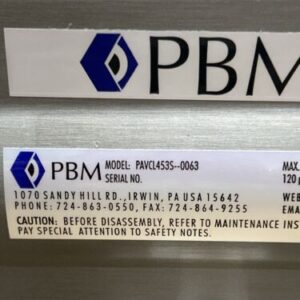 PBM
PBM MODEL: PAVCL453S--0063 MAX.
SERIAL NO. 120
1070 SANDY HILL RD., IRWIN, PA USA 15642 WEB
PHONE: 724-863-0550, FAX: 724-864-9255 EMA
CAUTION: BEFORE DISASSEMBLY, REFER TO MAINTENANCE INS
PAY SPECIAL ATTENTION TO SAFETY NOTES.